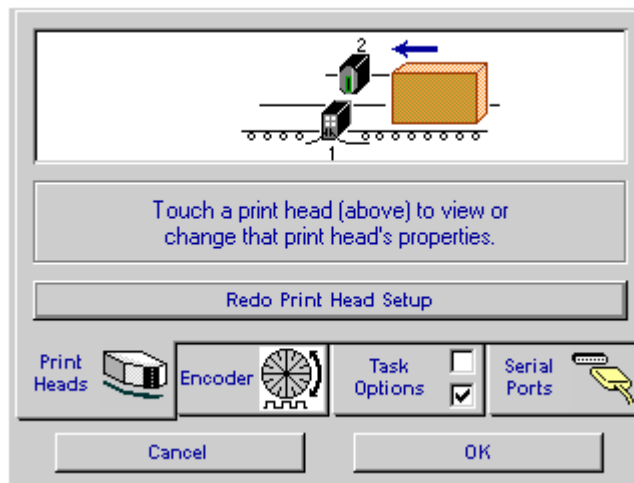 2
1
Touch a print head (above) to view or
change that print head's properties.
Redo Print Head Setup
Print
Heads
Encoder
Task
Options
Serial
Ports
Cancel
OK